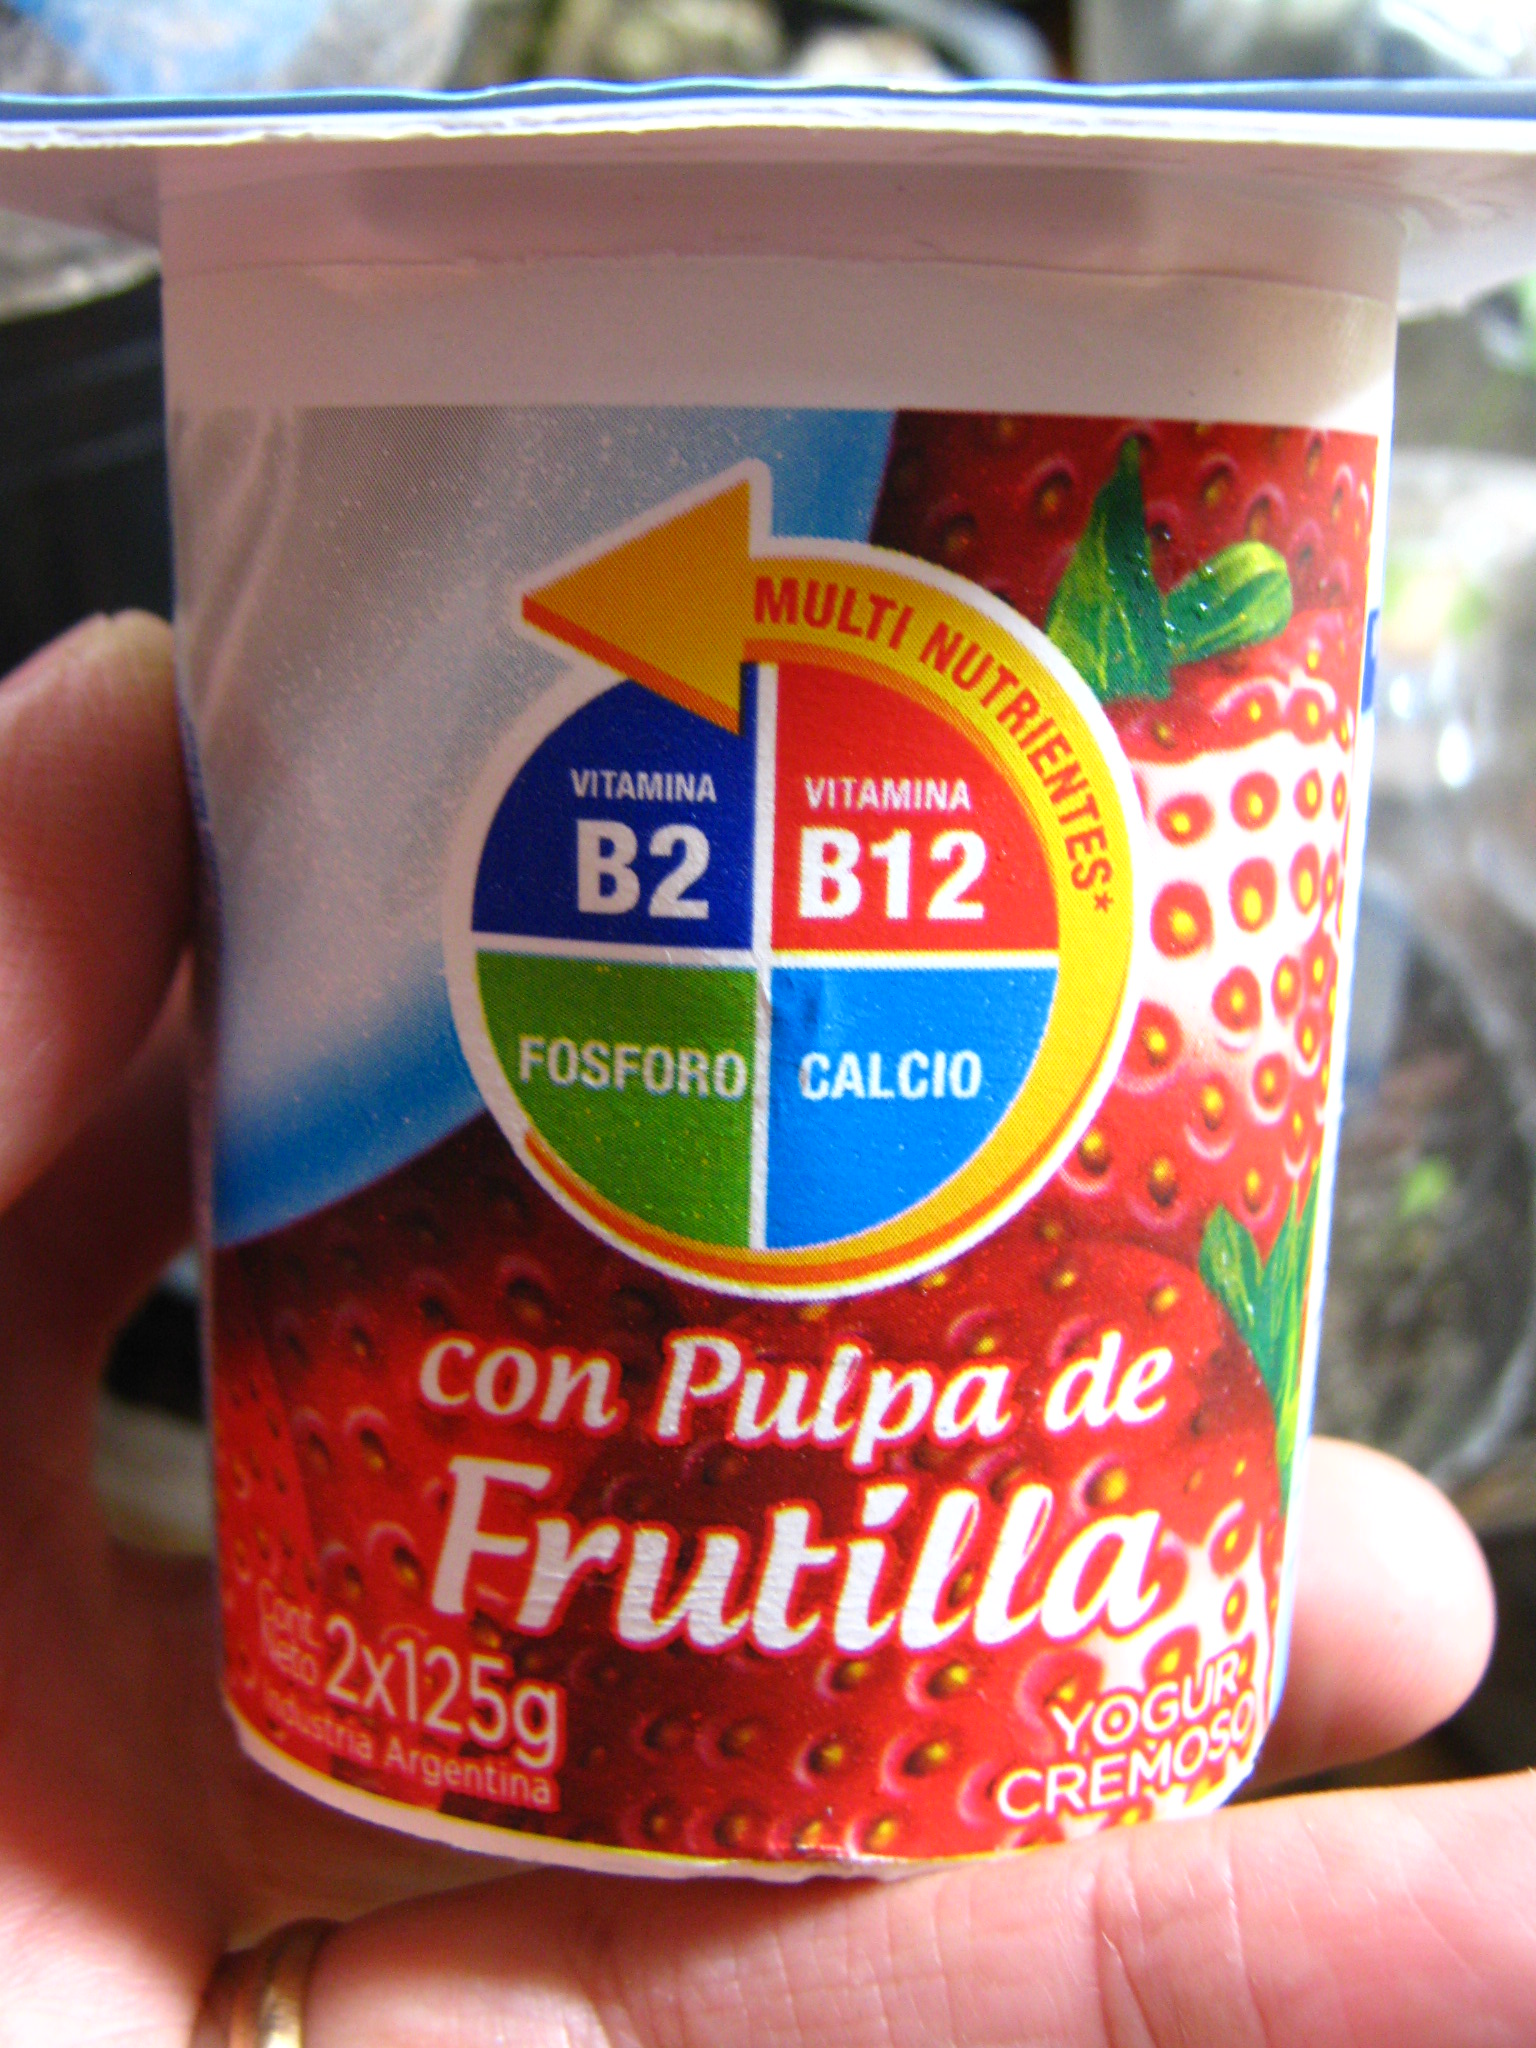 MULTI NUTRIENTES*
VITAMINA
B2
VITAMINA
B12
FOSFORO
CALCIO
con Pulpa de
Frutilla
Cont.
Neto 2x125g
Industria Argentina
YOGUR
CREMOSO